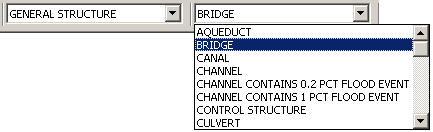 GENERAL STRUCTURE
BRIDGE
AQUEDUCT
BRIDGE
CANAL
CHANNEL
CHANNEL CONTAINS 0.2 PCT FLOOD EVENT
CHANNEL CONTAINS 1 PCT FLOOD EVENT
CONTROL STRUCTURE
CULVERT